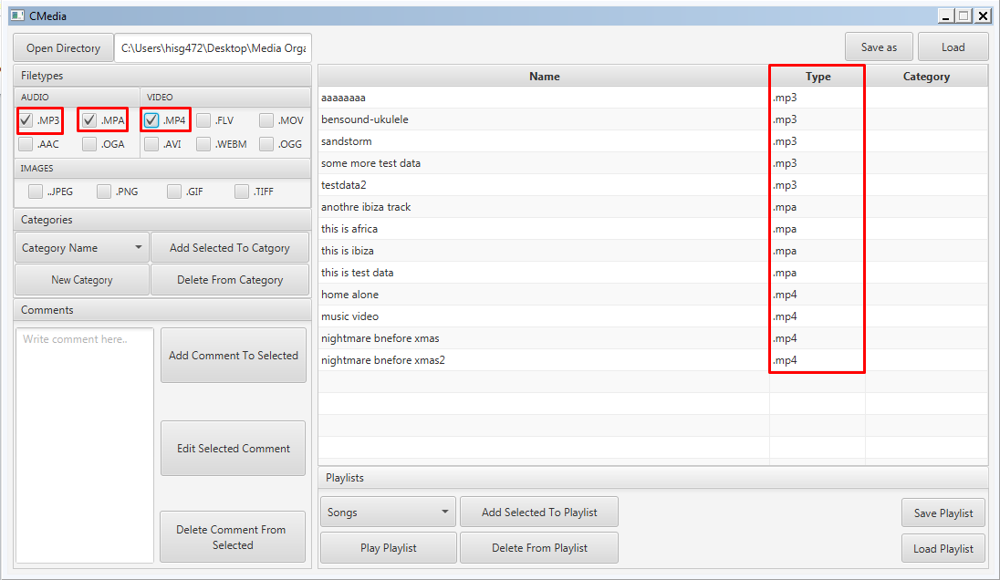 CMedia
Open Directory C:\Users\hisg472\Desktop\Media Orga Save as Load
Filetypes
AUDIO VIDEO
.MP3 .MPA .MP4 .FLV .MOV
.AAC .OGA .AVI .WEBM .OGG
IMAGES
..JPEG .PNG .GIF .TIFF
Categories
Category Name Add Selected To Catgory
New Category Delete From Category
Comments
Write comment here..
Add Comment To Selected
Edit Selected Comment
Delete Comment From
Selected
Name Type Category
aaaaaaaa .mp3
bensound-ukulele .mp3
sandstorm .mp3
some more test data .mp3
testdata2 .mp3
anothre ibiza track .mpa
this is africa .mpa
this is ibiza .mpa
this is test data .mpa
home alone .mp4
music video .mp4
nightmare bnefore xmas .mp4
nightmare bnefore xmas2 .mp4
Playlists
Songs Add Selected To Playlist Save Playlist
Play Playlist Delete From Playlist Load Playlist